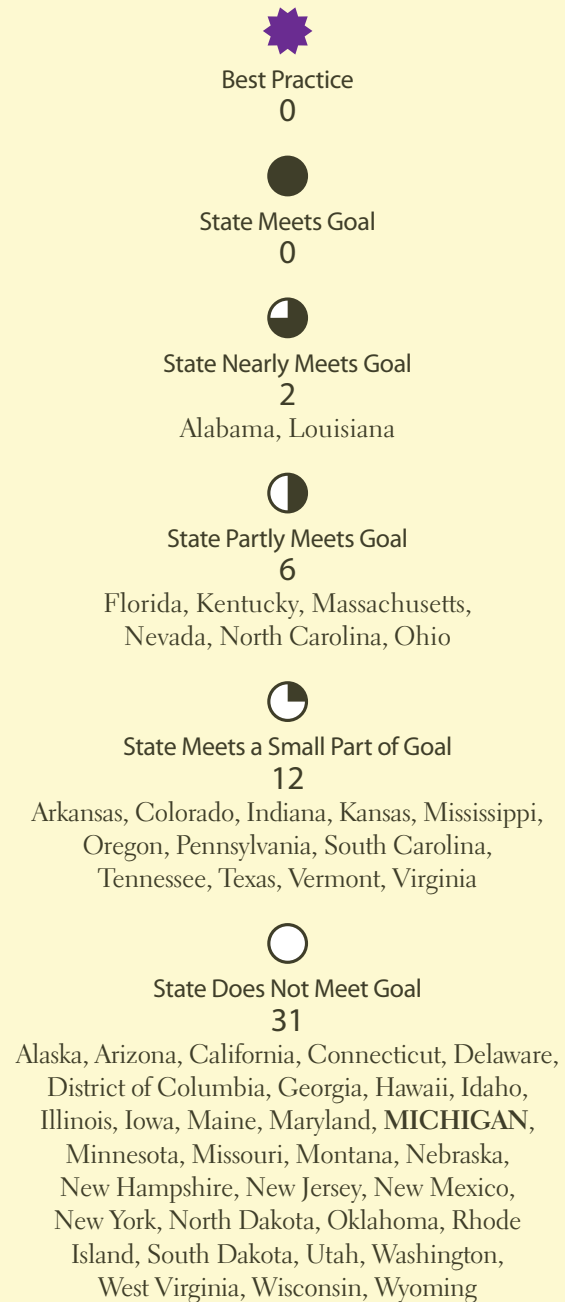 Best Practice
0
State Meets Goal
0
State Nearly Meets Goal
2
Alabama, Louisiana
State Partly Meets Goal
6
Florida, Kentucky, Massachusetts,
Nevada, North Carolina, Ohio
State Meets a Small Part of Goal
12
Arkansas, Colorado, Indiana, Kansas, Mississippi,
Oregon, Pennsylvania, South Carolina,
Tennessee, Texas, Vermont, Virginia
State Does Not Meet Goal
31
Alaska, Arizona, California, Connecticut, Delaware,
District of Columbia, Georgia, Hawaii, Idaho,
Illinois, Iowa, Maine, Maryland, MICHIGAN,
Minnesota, Missouri, Montana, Nebraska,
New Hampshire, New Jersey, New Mexico,
New York, North Dakota, Oklahoma, Rhode
Island, South Dakota, Utah, Washington,
West Virginia, Wisconsin, Wyoming